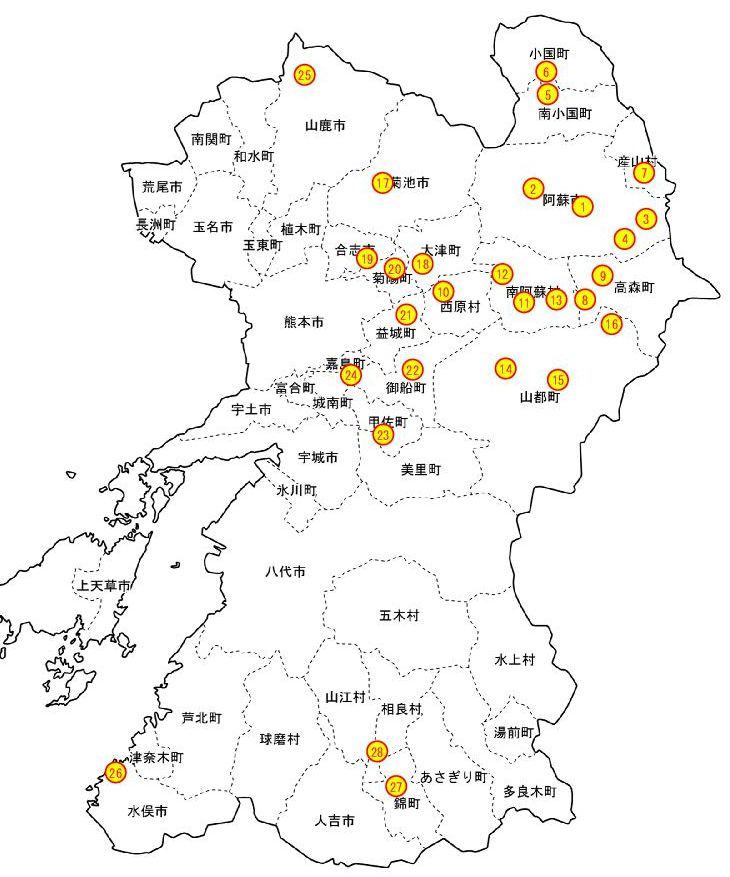 小国町
6
5
南小国町
25
山鹿市
南関町
和水町
産山村
7
荒尾市
17
菊池市
2
阿蘇市
1
3
長洲町
玉名市
植木町
玉東町
4
合志市
19
大津町
18
20
菊陽町
12
9
高森町
10
西原村
南阿蘇村
11
13
8
熊本市
21
益城町
16
嘉島町
24
22
御船町
14
15
山都町
富合町
城南町
宇土市
甲佐町
23
宇城市
美里町
氷川町
八代市
上天草市
五木村
水上村
山江村
相良村
芦北町
球磨村
湯前町
28
津奈木町
26
あさぎり町
27
錦町
多良木町
水俣市
人吉市